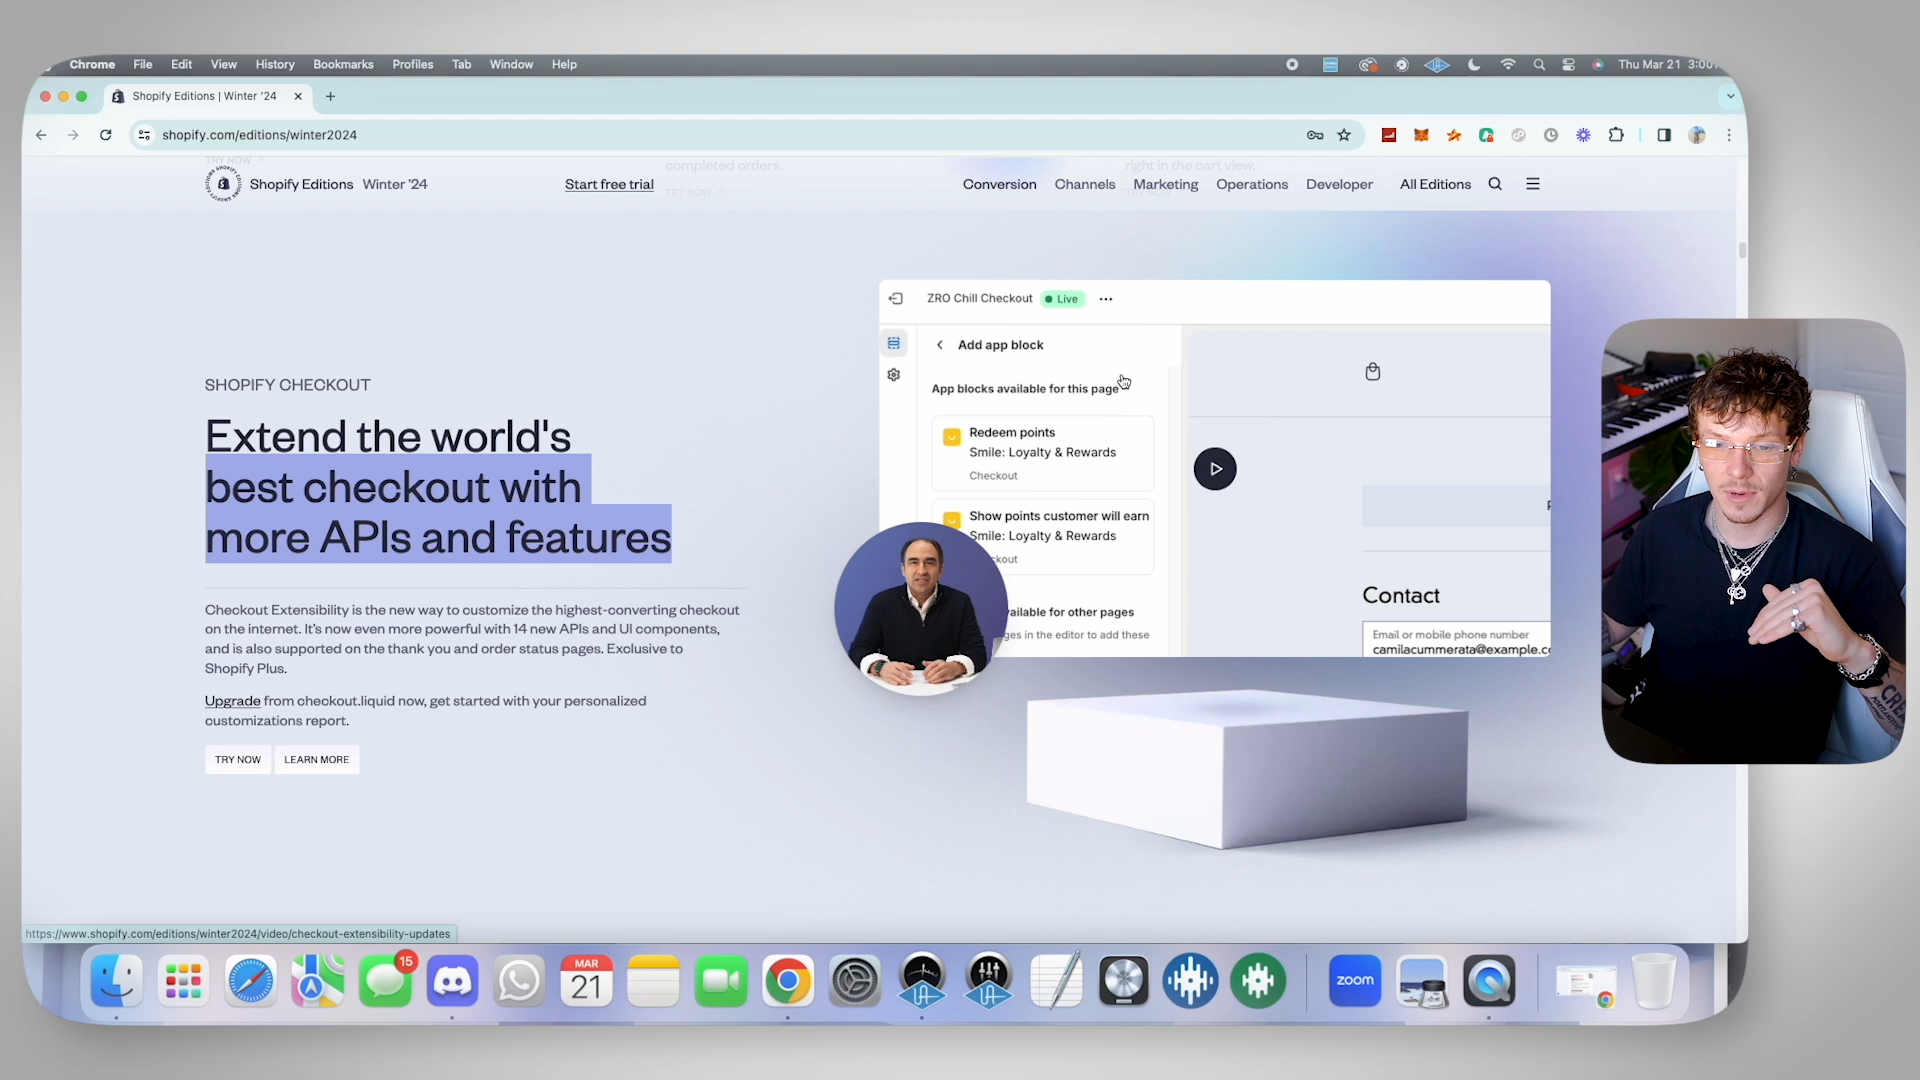 Chrome File Edit View History Bookmarks Profiles Tab Window Help
Thu Mar 21 3:00
Shopify Editions | Winter '24
shopify.com/editions/winter2024
TRY NOW
completed orders.
right in the cart view.
TRY NOW
Shopify Editions Winter '24
Start free trial
Conversion Channels Marketing Operations Developer All Editions
SHOPIFY CHECKOUT
Extend the world's
best checkout with
more APIs and features
Checkout Extensibility is the new way to customize the highest-converting checkout
on the internet. It's now even more powerful with 14 new APIs and UI components,
and is also supported on the thank you and order status pages. Exclusive to
Shopify Plus.
Upgrade from checkout.liquid now, get started with your personalized
customizations report.
TRY NOW
LEARN MORE
ZRO Chill Checkout Live
Add app block
App blocks available for this page
Redeem points
Smile: Loyalty & Rewards
Checkout
Show points customer will earn
Smile: Loyalty & Rewards
ckout
ailable for other pages
ges in the editor to add these
Contact
Email or mobile phone number
camilacummerata@example.c
https://www.shopify.com/editions/winter2024/video/checkout-extensibility-updates
15
MAR
21
zoom